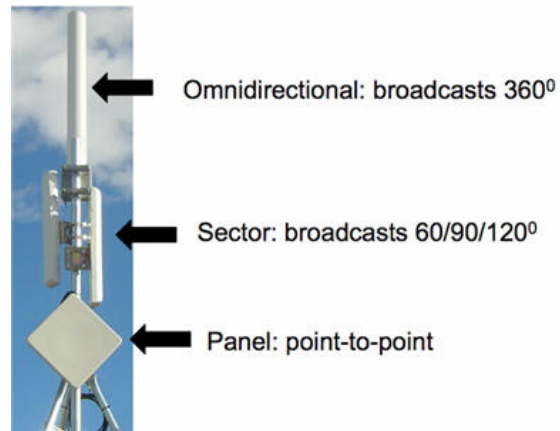 Omnidirectional: broadcasts 360⁰
Sector: broadcasts 60/90/120⁰
Panel: point-to-point